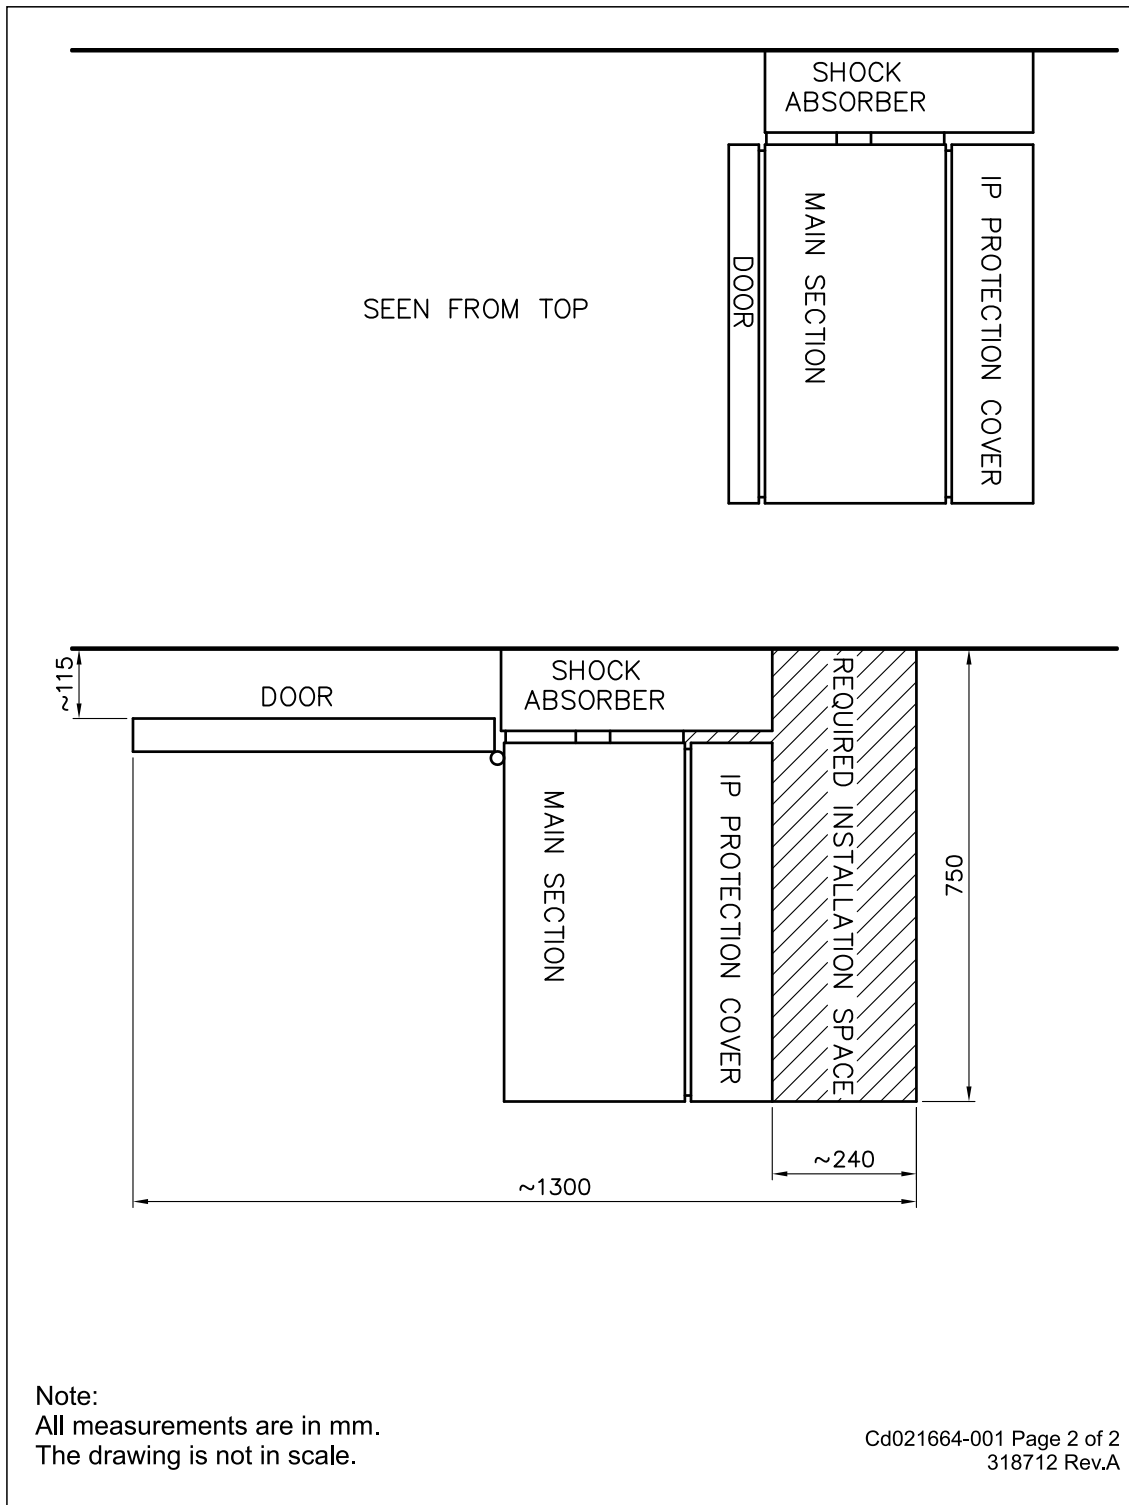 SHOCK
ABSORBER
IP PROTECTION COVER
MAIN SECTION
DOOR
SEEN FROM TOP
~115
DOOR
SHOCK
ABSORBER
REQUIRED INSTALLATION SPACE
MAIN SECTION
IP PROTECTION COVER
750
~240
~1300
Note:
All measurements are in mm.
The drawing is not in scale.
Cd021664-001 Page 2 of 2
318712 Rev.A